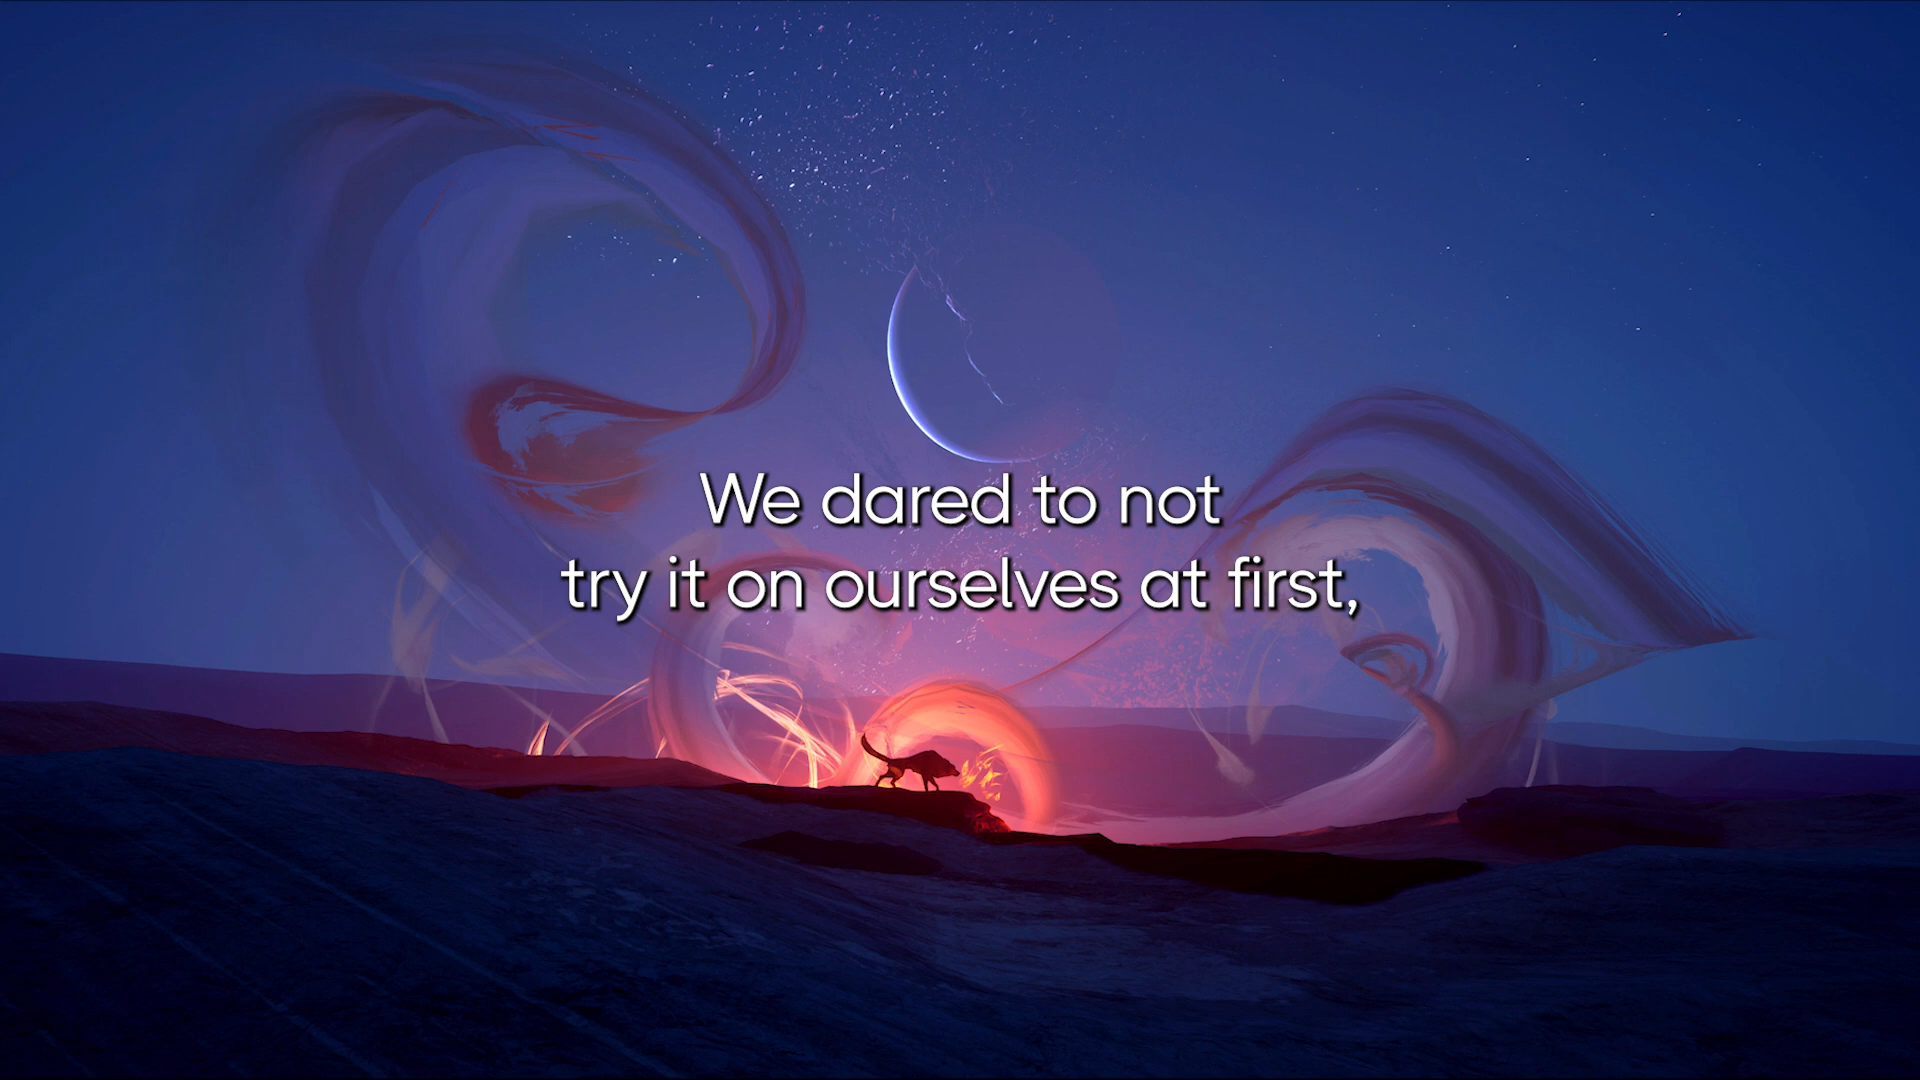 We dared to not
try it on ourselves at first,